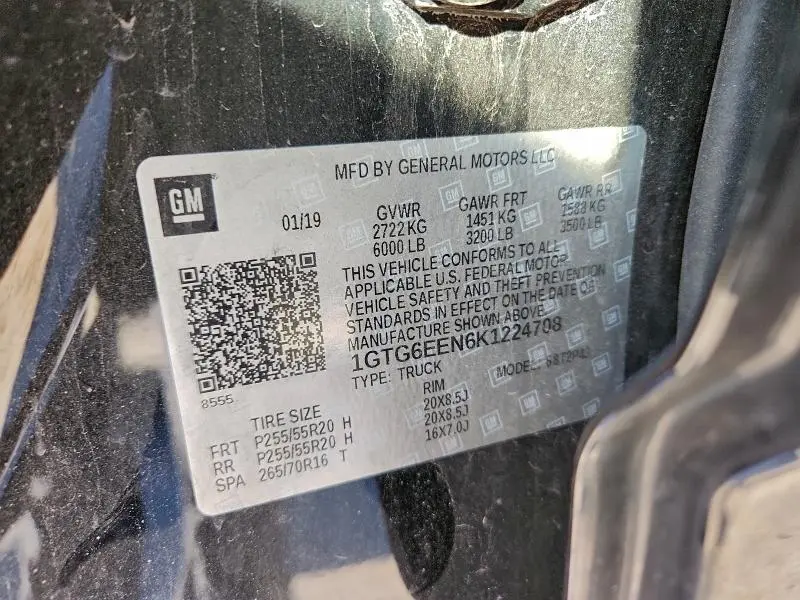 MFD BY GENERAL MOTORS LLC
GM
01/19
GVWR
2722 KG
6000 LB
GAWR FRT
1451 KG
3200 LB
GAWR RR
1588 KG
3500 LB
THIS VEHICLE CONFORMS TO ALL
APPLICABLE U.S. FEDERAL MOTOR
VEHICLE SAFETY AND THEFT PREVENTION
STANDARDS IN EFFECT ON THE DATE OF
MANUFACTURE SHOWN ABOVE.
1GTG6EEN6K1224708
TYPE: TRUCK
MODEL:
8555
TIRE SIZE
RIM
FRT P255/55R20 H 20X8.5J
RR P255/55R20 H 20X8.5J
SPA 265/70R16 T 16X7.0J